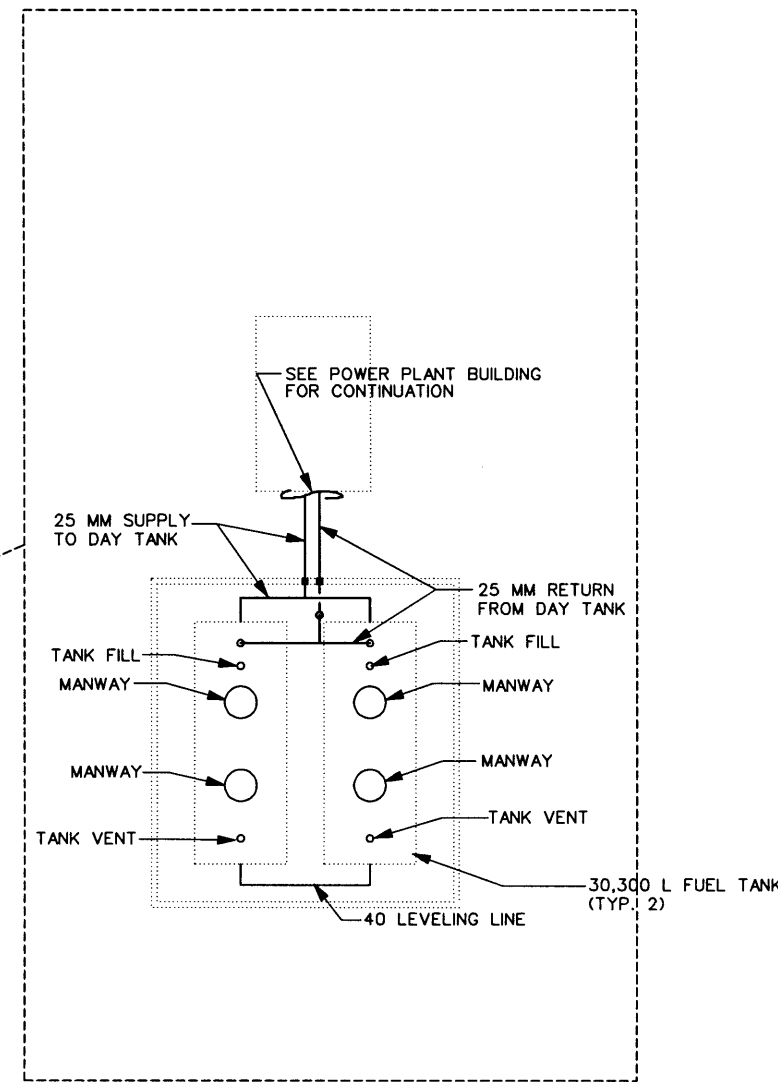 SEE POWER PLANT BUILDING
FOR CONTINUATION
25 MM SUPPLY
TO DAY TANK
25 MM RETURN
FROM DAY TANK
TANK FILL
TANK FILL
MANWAY
MANWAY
MANWAY
MANWAY
TANK VENT
TANK VENT
30,300 L FUEL TANK
(TYP. 2)
40 LEVELING LINE